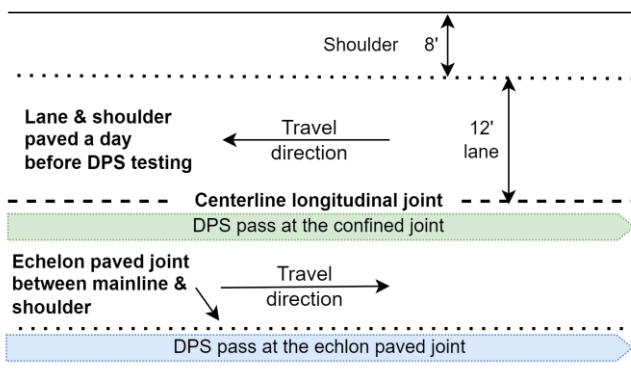 Shoulder 8'
Lane & shoulder
paved a day
before DPS testing
Travel
direction
12'
lane
Centerline longitudinal joint
DPS pass at the confined joint
Echelon paved joint
between mainline &
shoulder
Travel
direction
DPS pass at the echlon paved joint